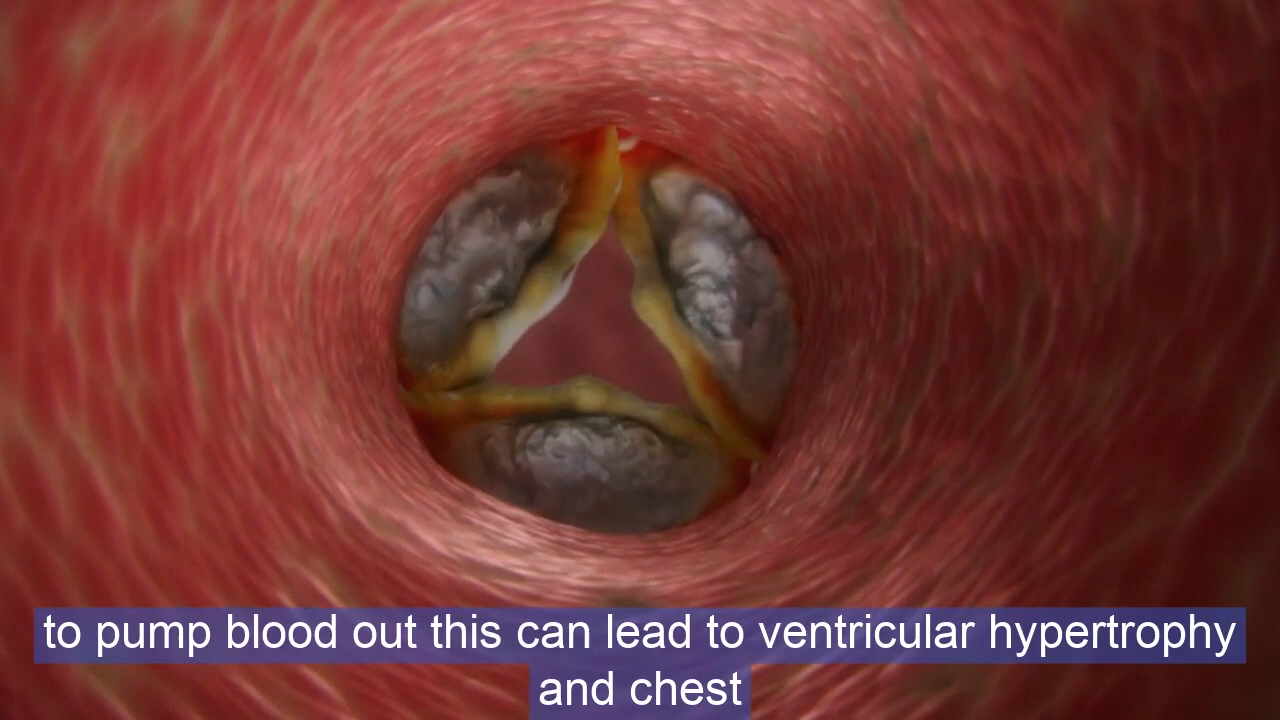 to pump blood out this can lead to ventricular hypertrophy
and chest